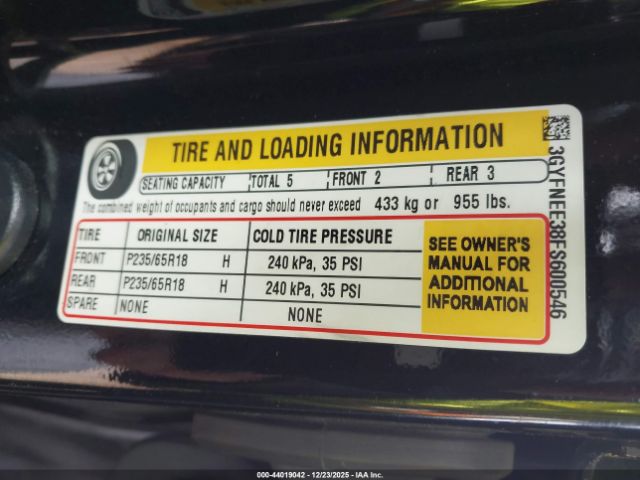 TIRE AND LOADING INFORMATION
SEATING CAPACITY TOTAL 5 FRONT 2 REAR 3
The combined weight of occupants and cargo should never exceed 433 kg or 955 lbs.
TIRE ORIGINAL SIZE COLD TIRE PRESSURE
FRONT P235/65R18 H 240 kPa, 35 PSI
REAR P235/65R18 H 240 kPa, 35 PSI
SPARE NONE NONE
SEE OWNER'S
MANUAL FOR
ADDITIONAL
INFORMATION
3GYFNEE38FS600546
000-44019042 - 12/23/2025 - IAA Inc.